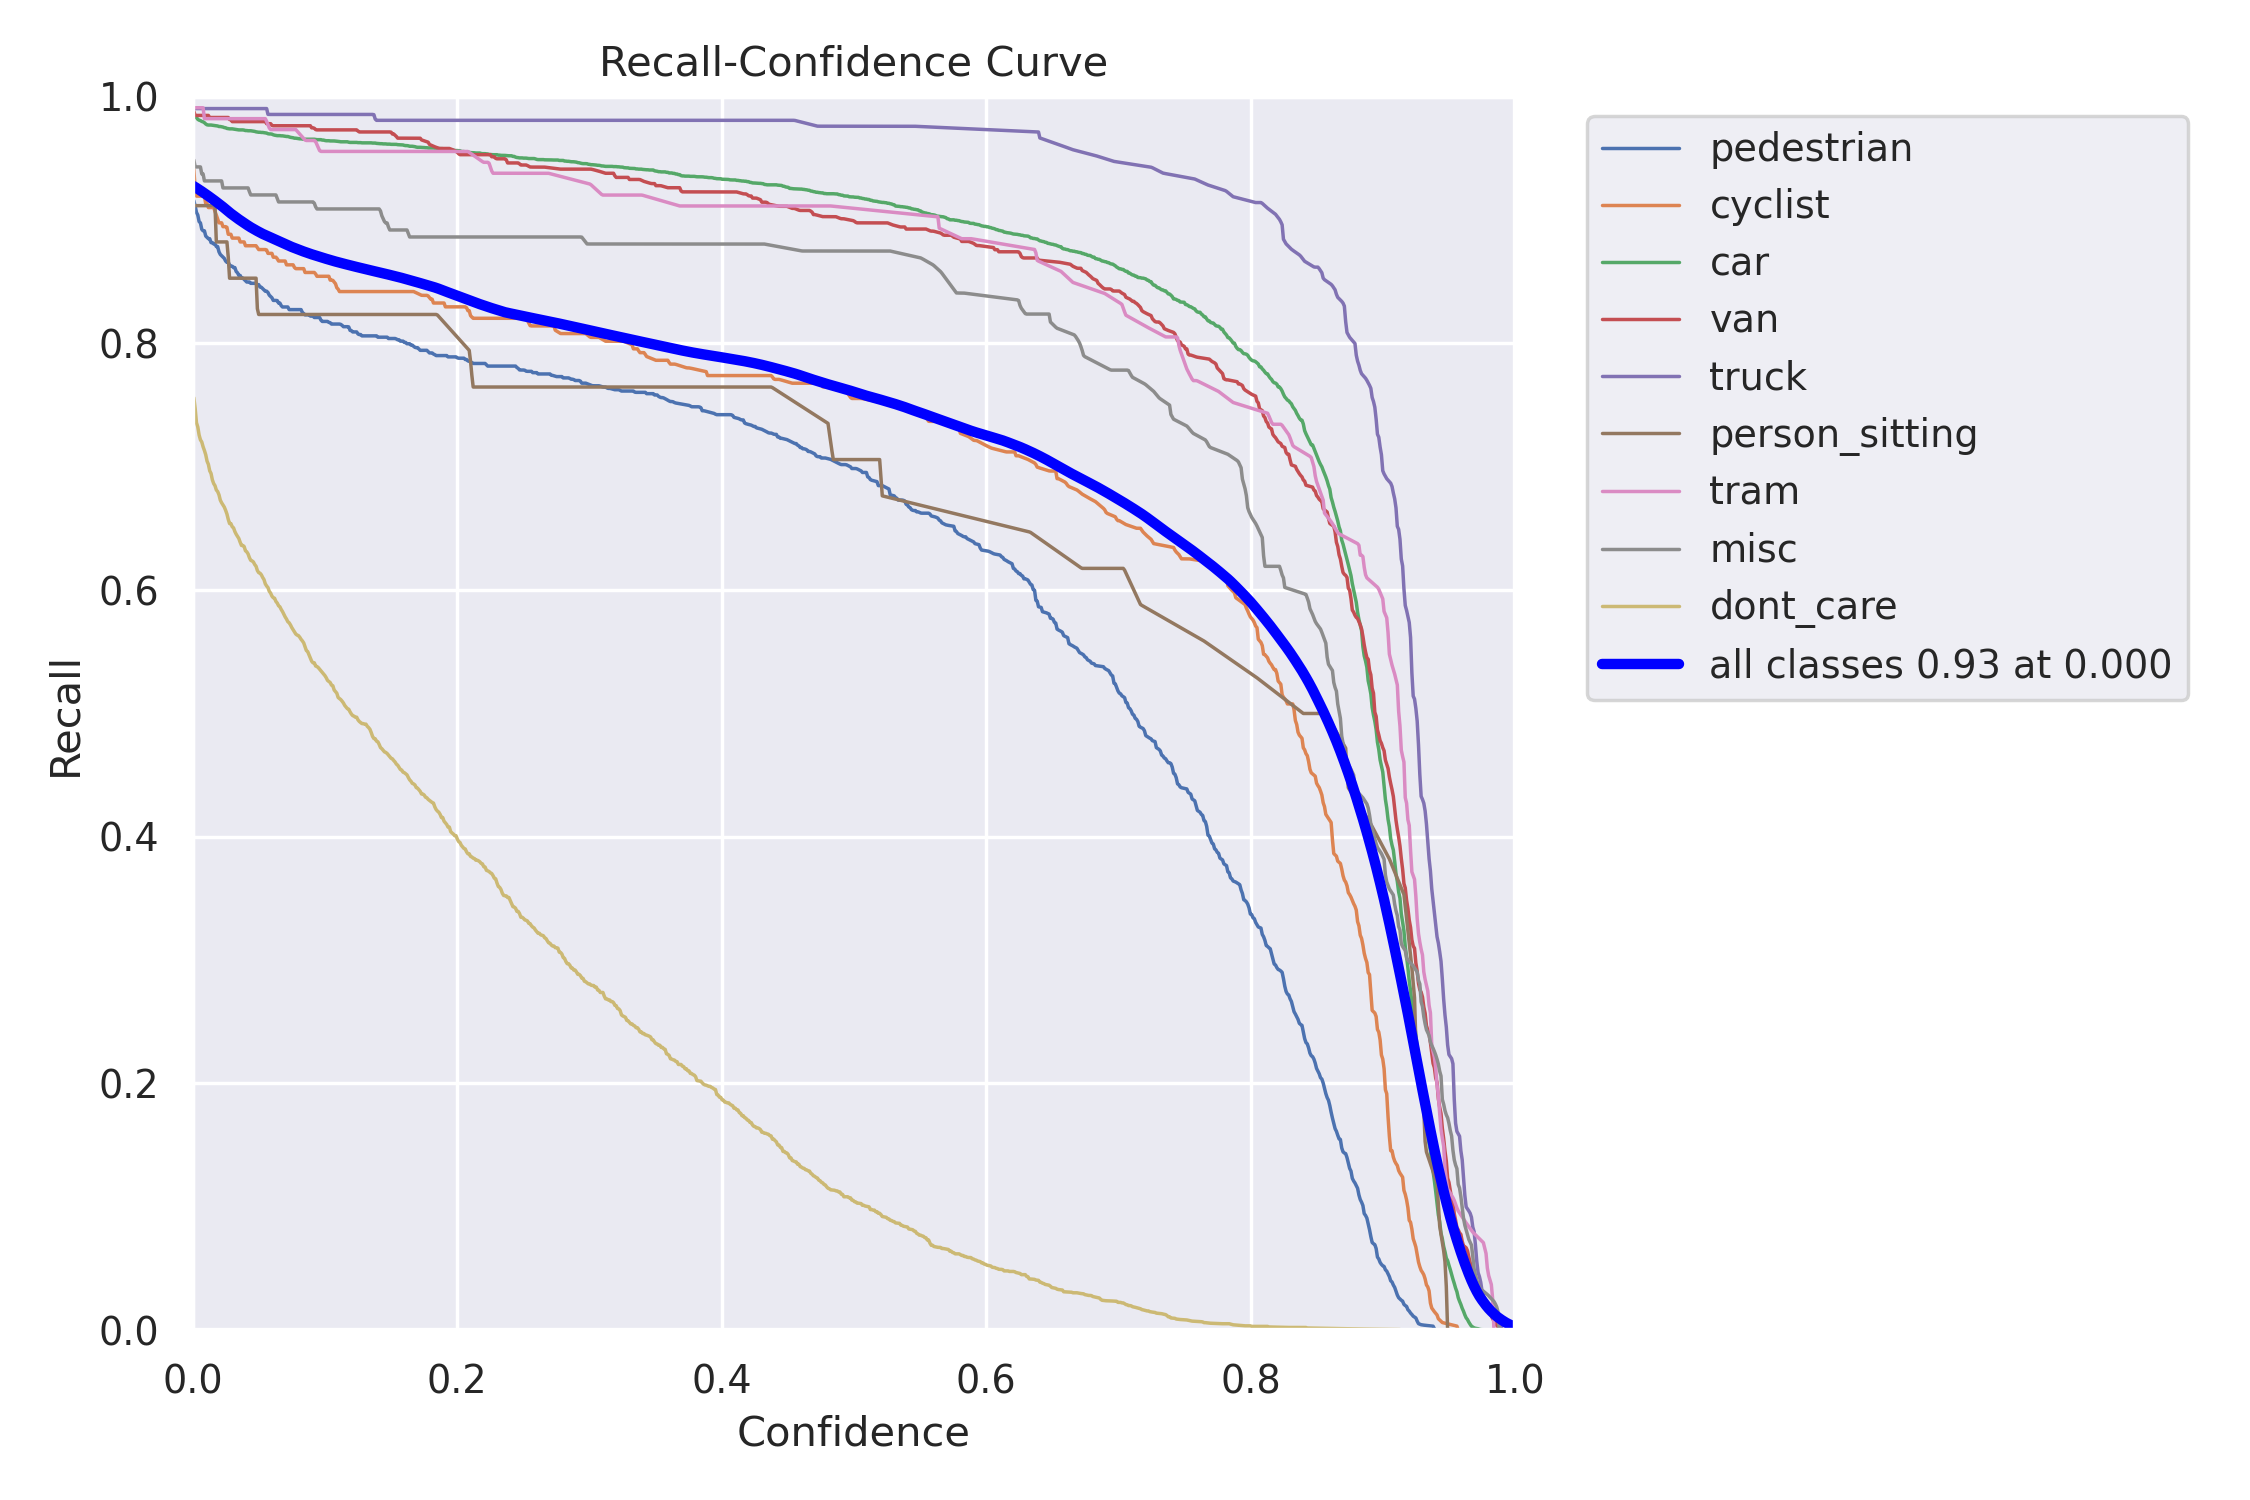 Recall-Confidence Curve
1.0
0.8
0.6
0.4
0.2
0.0
Recall
0.0 0.2 0.4 0.6 0.8 1.0
Confidence
pedestrian
cyclist
car
van
truck
person_sitting
tram
misc
dont_care
all classes 0.93 at 0.000